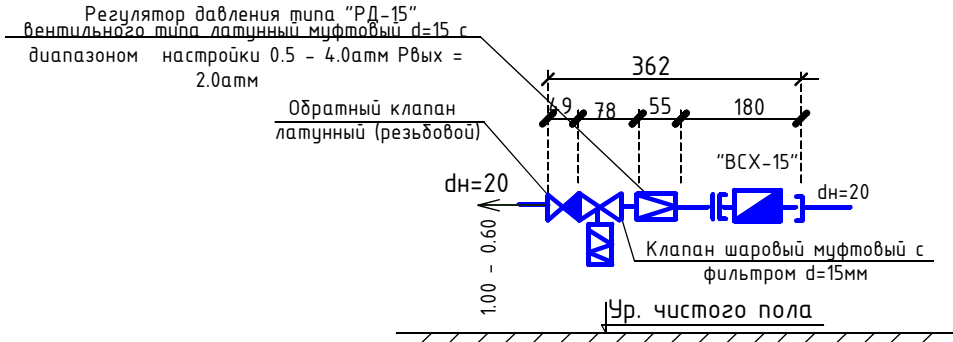 Регулятор давления типа "РД-15"
вентильного типа латунный муфтовый d=15 с
диапазоном настройки 0.5 - 4.0атм Рвых =
2.0атм
362
Обратный клапан
латунный (резьбовой)
49
78
55
180
"ВСХ-15"
dн=20
dн=20
1.00 - 0.60
Клапан шаровый муфтовый с
фильтром d=15мм
Ур. чистого пола